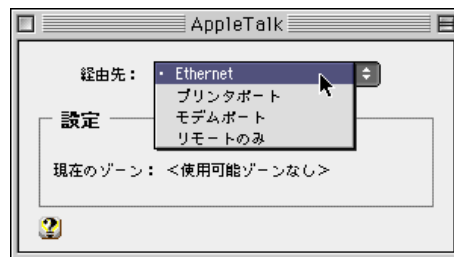 AppleTalk
経由先：
・ Ethernet
プリンタポート
モデムポート
リモートのみ
設定
現在のゾーン： <使用可能ゾーンなし>